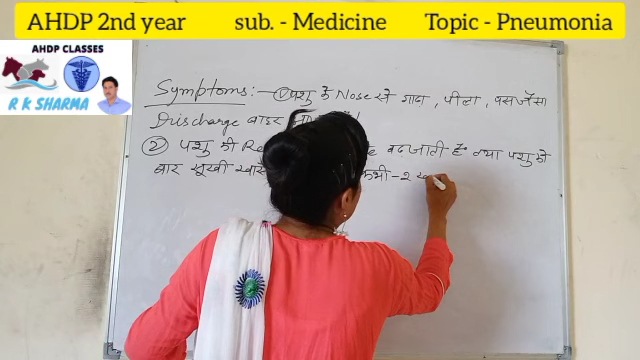 AHDP 2nd year sub. - Medicine Topic - Pneumonia
AHDP CLASSES
R K SHARMA
Symptoms:- ① पशु के Nose से गाढा, पीला, पस जैसा
Discharge बाहर
② पशु की Re बढ़ जाती है तथा पशु को
बार सूखी कभी-2